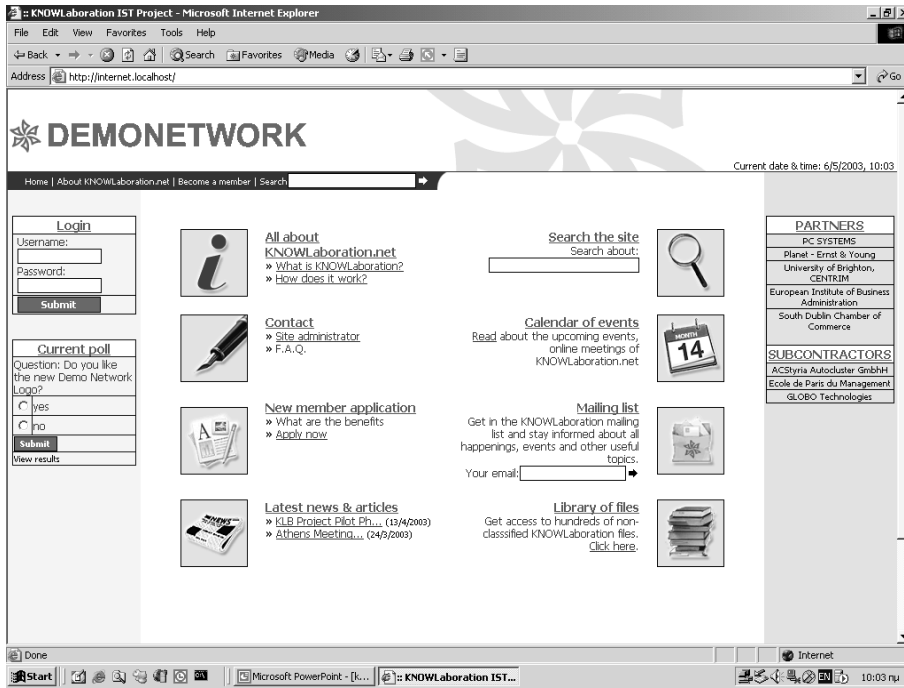 :: KNOWLaboration IST Project - Microsoft Internet Explorer
File Edit View Favorites Tools Help
Back Search Favorites Media
Address http://internet.localhost/ Go
DEMONETWORK
Current date & time: 6/5/2003, 10:03
Home | About KNOWLaboration.net | Become a member | Search
Login
Username:
Password:
Submit
Current poll
Question: Do you like
the new Demo Network
Logo?
yes
no
Submit
View results
All about
KNOWLaboration.net
» What is KNOWLaboration?
» How does it work?
Contact
» Site administrator
» F.A.Q.
New member application
» What are the benefits
» Apply now
Latest news & articles
» KLB Project Pilot Ph... (13/4/2003)
» Athens Meeting... (24/3/2003)
Search the site
Search about:
Calendar of events
Read about the upcoming events,
online meetings of
KNOWLaboration.net
MONTH
14
Mailing list
Get in the KNOWLaboration mailing
list and stay informed about all
happenings, events and other useful
topics.
Your email:
Library of files
Get access to hundreds of non-
classsified KNOWLaboration files.
Click here.
PARTNERS
PC SYSTEMS
Planet - Ernst & Young
University of Brighton,
CENTRIM
European Institute of Business
Administration
South Dublin Chamber of
Commerce
SUBCONTRACTORS
ACStyria Autocluster GmbhH
Ecole de Paris du Management
GLOBO Technologies
Done Internet
Start Microsoft PowerPoint - [k... :: KNOWLaboration IST... EN 10:03 πμ